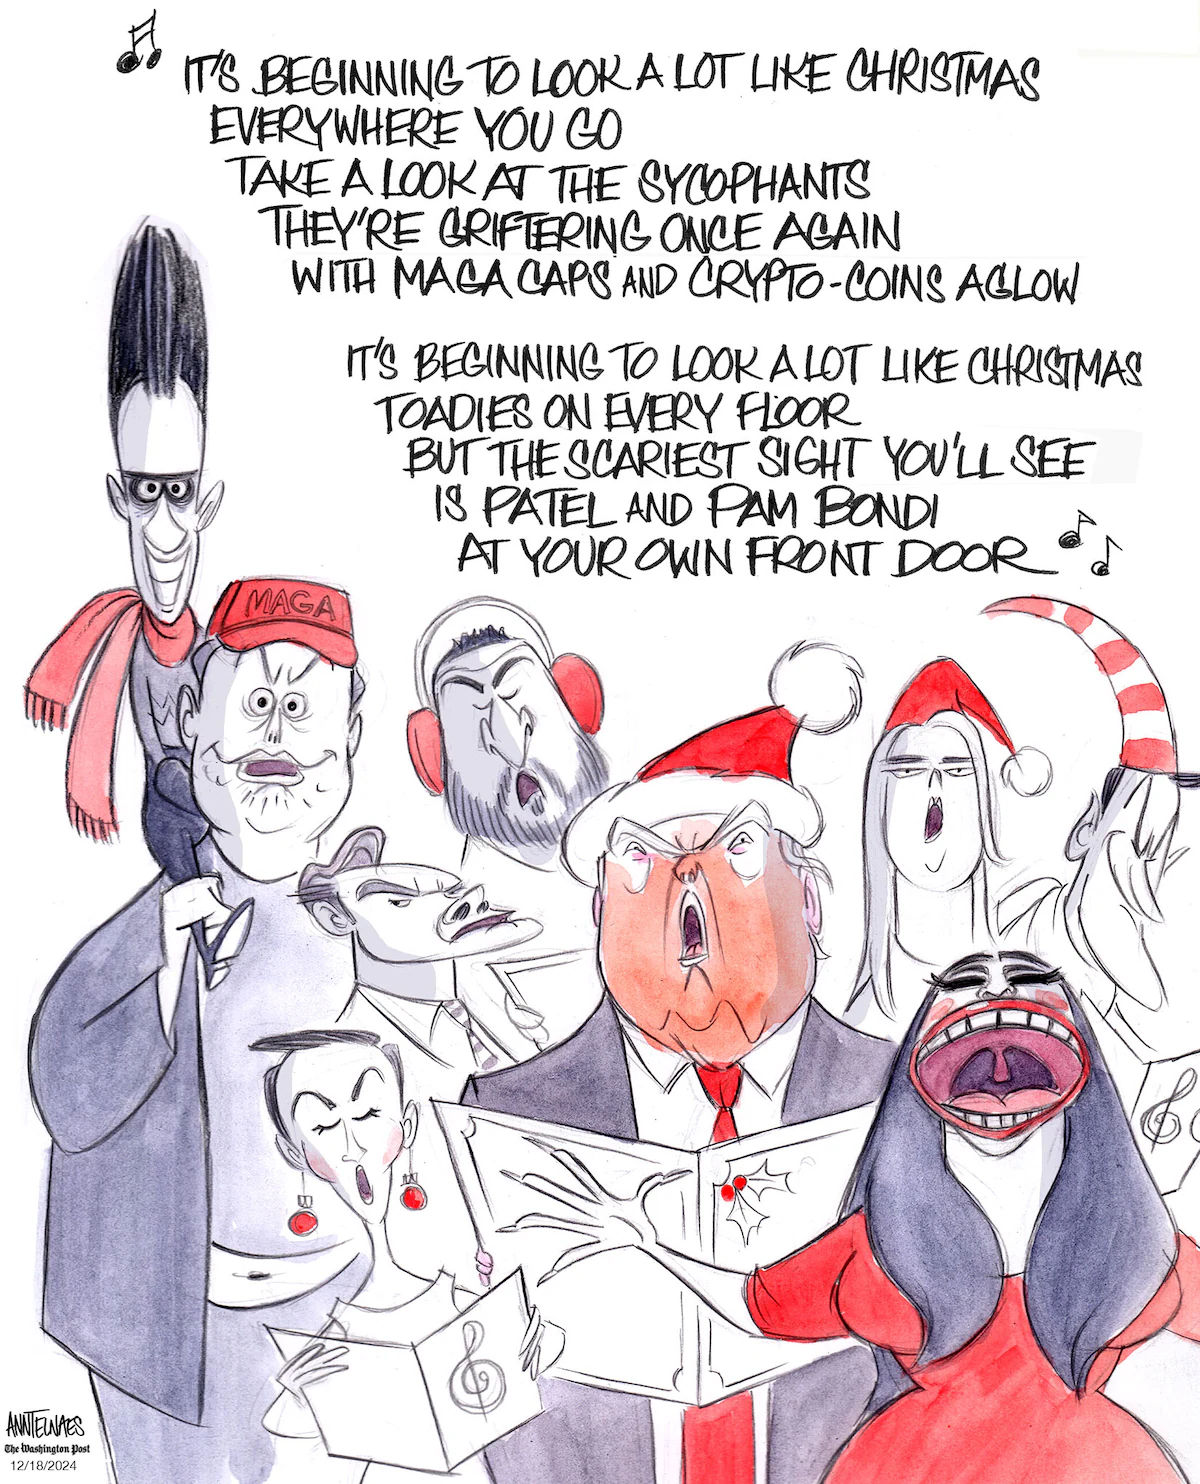 IT'S BEGINNING TO LOOK A LOT LIKE CHRISTMAS
EVERYWHERE YOU GO
TAKE A LOOK AT THE SYCOPHANTS
THEY'RE GRIFTERING ONCE AGAIN
WITH MAGA CAPS AND CRYPTO-COINS AGLOW
IT'S BEGINNING TO LOOK A LOT LIKE CHRISTMAS
TOADIES ON EVERY FLOOR
BUT THE SCARIEST SIGHT YOU'LL SEE
IS PATEL AND PAM BONDI
AT YOUR OWN FRONT DOOR
MAGA
ANNTELNAES
The Washington Post
12/18/2024